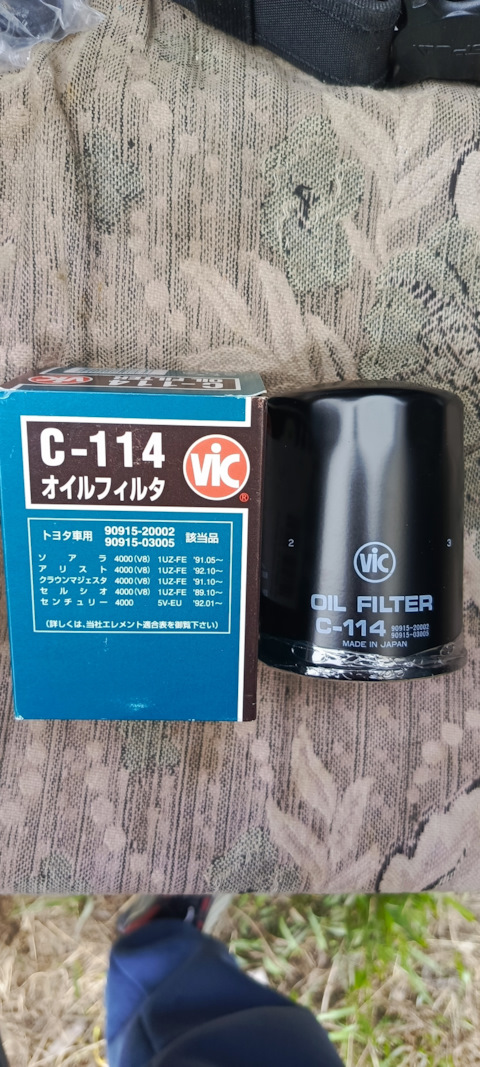 C-114
OIL FILTER
VIC
C-114
オイルフィルタ
VIC
®
トヨタ車用 90915-20002 該当品
90915-03005
ソアラ 4000(V8) 1UZ-FE '91.05〜
アリスト 4000(V8) 1UZ-FE '92.10〜
クラウンマジェスタ 4000(V8) 1UZ-FE '91.10〜
セルシオ 4000(V8) 1UZ-FE '89.10〜
センチュリー 4000 5V-EU '92.01〜
(詳しくは、当社エレメント適合表を御覧下さい)
2
3
VIC
OIL FILTER
C-114 90915-20002
90915-03005
MADE IN JAPAN